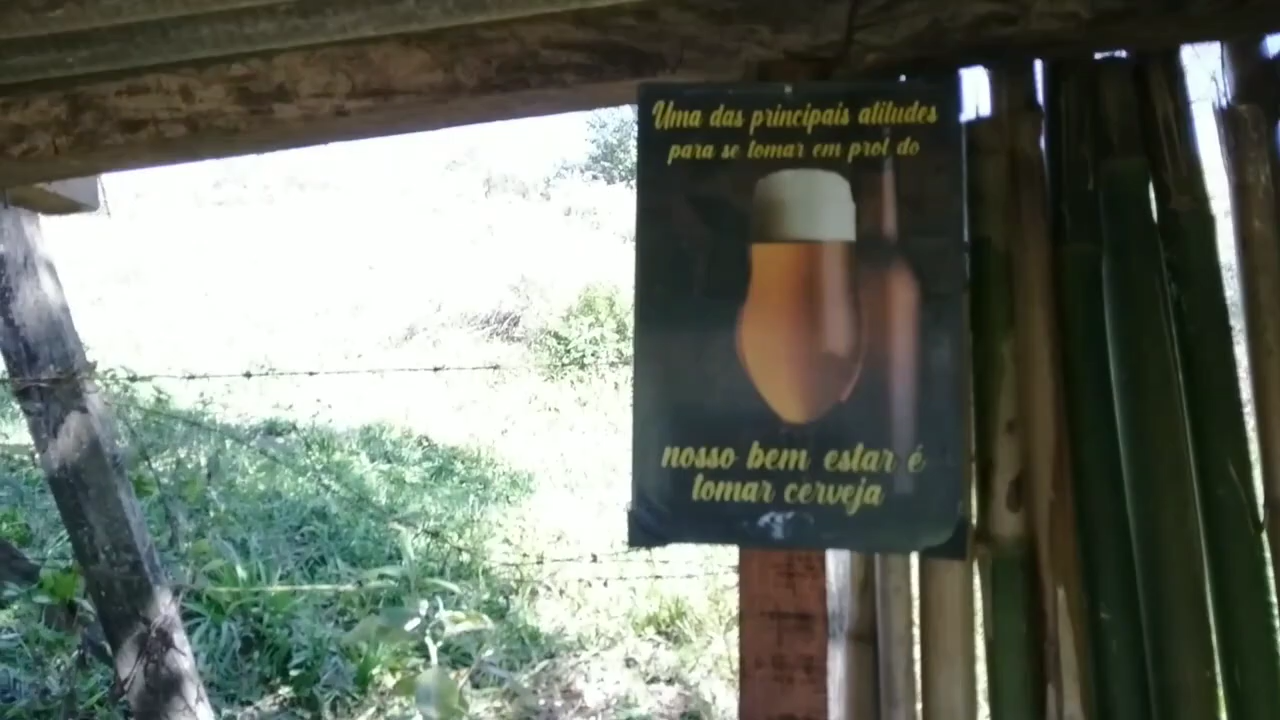 Uma das principais atitudes
para se tomar em prol do
nosso bem estar é
tomar cerveja